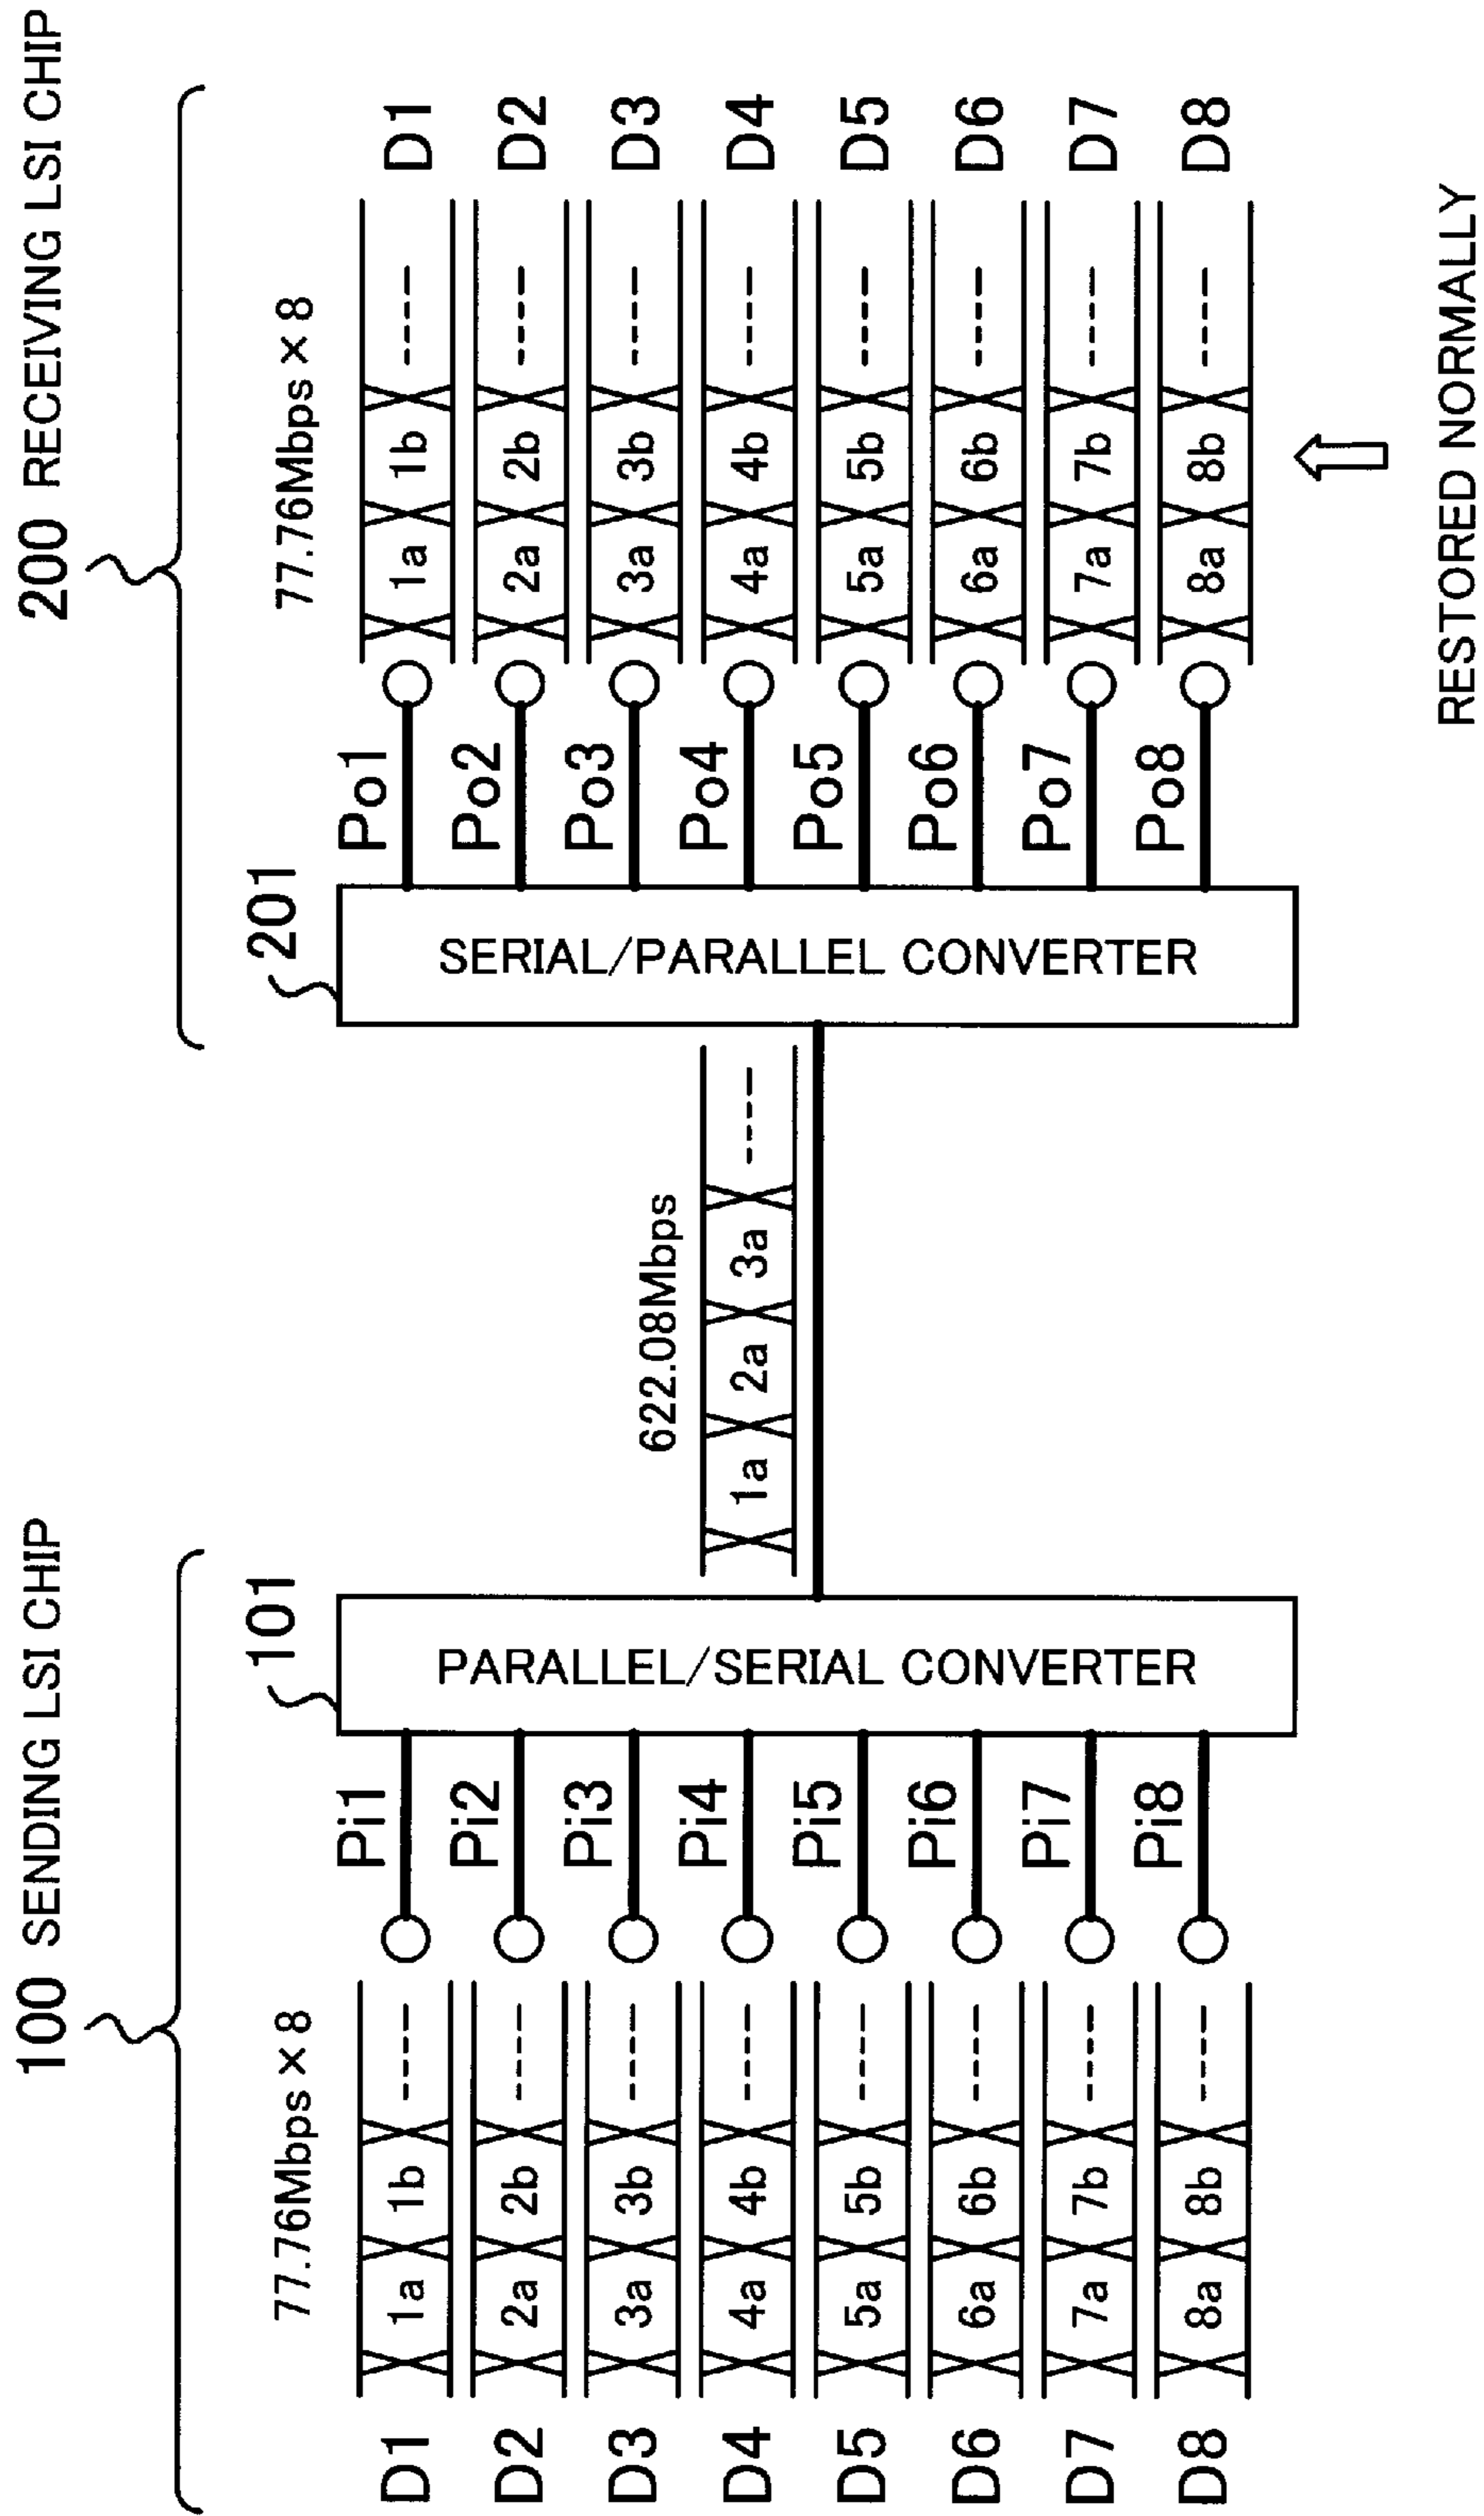 100 SENDING LSI CHIP
200 RECEIVING LSI CHIP
77.76Mbps × 8
101
622.08Mbps
201
77.76Mbps × 8
D1 1a 1b ---- Pi1
D2 2a 2b ---- Pi2
D3 3a 3b ---- Pi3
D4 4a 4b ---- Pi4
D5 5a 5b ---- Pi5
D6 6a 6b ---- Pi6
D7 7a 7b ---- Pi7
D8 8a 8b ---- Pi8
PARALLEL/SERIAL CONVERTER
1a 2a 3a ----
SERIAL/PARALLEL CONVERTER
Po1 1a 1b ---- D1
Po2 2a 2b ---- D2
Po3 3a 3b ---- D3
Po4 4a 4b ---- D4
Po5 5a 5b ---- D5
Po6 6a 6b ---- D6
Po7 7a 7b ---- D7
Po8 8a 8b ---- D8
RESTORED NORMALLY